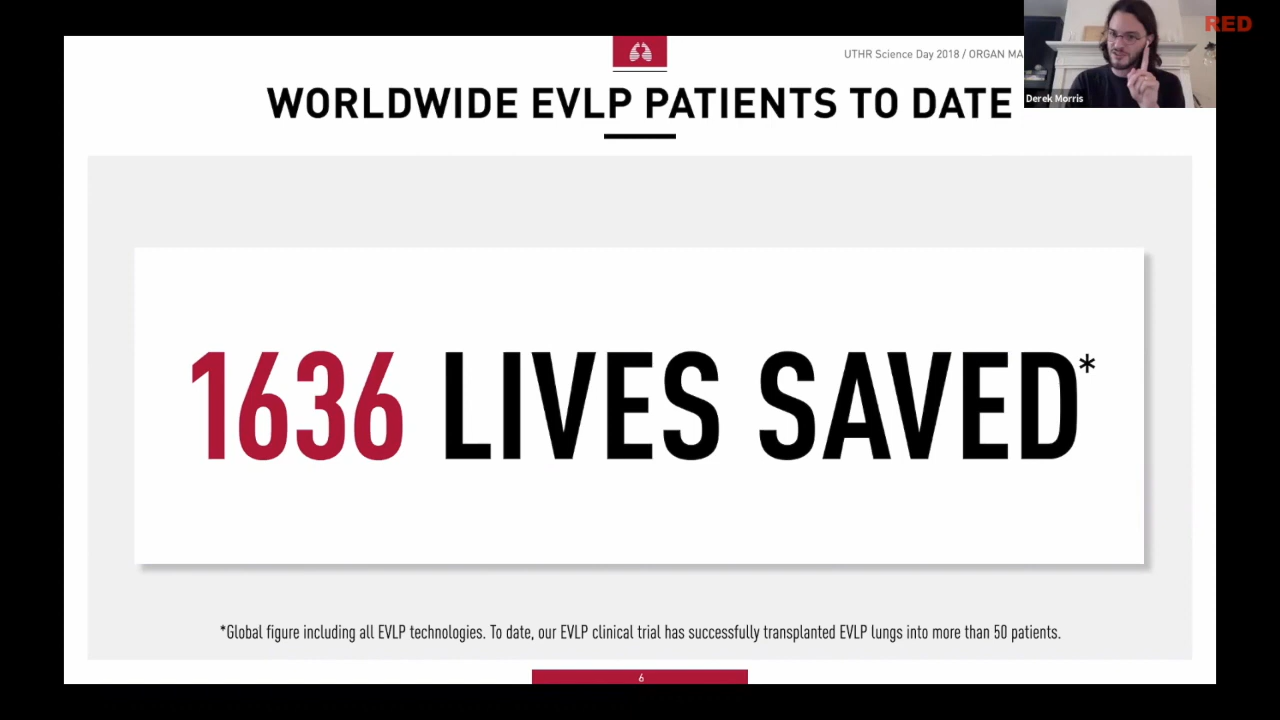 UTHR Science Day 2018 / ORGAN MA
RED
Derek Morris
WORLDWIDE EVLP PATIENTS TO DATE
1636 LIVES SAVED*
*Global figure including all EVLP technologies. To date, our EVLP clinical trial has successfully transplanted EVLP lungs into more than 50 patients.
6